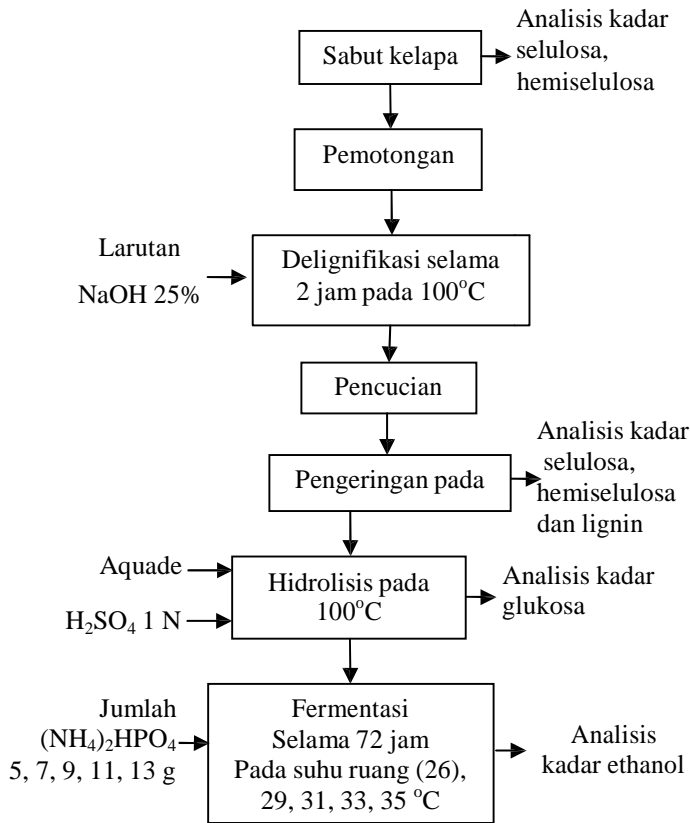 Sabut kelapa
Analisis kadar
selulosa,
hemiselulosa
Pemotongan
Larutan
NaOH 25%
Delignifikasi selama
2 jam pada 100°C
Pencucian
Pengeringan pada
Analisis kadar
selulosa,
hemiselulosa
dan lignin
Aquade
H₂SO₄ 1 N
Hidrolisis pada
100°C
Analisis kadar
glukosa
Jumlah
(NH₄)₂HPO₄
5, 7, 9, 11, 13 g
Fermentasi
Selama 72 jam
Pada suhu ruang (26),
29, 31, 33, 35 °C
Analisis
kadar ethanol